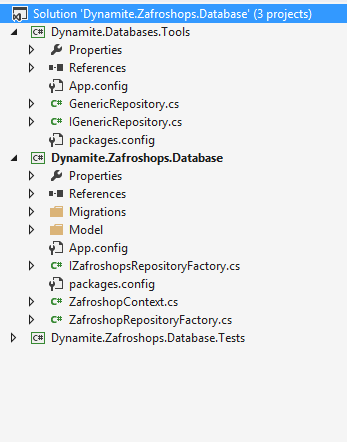 Solution 'Dynamite.Zafroshops.Database' (3 projects)
C# Dynamite.Databases.Tools
Properties
References
App.config
C# GenericRepository.cs
C# IGenericRepository.cs
packages.config
C# Dynamite.Zafroshops.Database
Properties
References
Migrations
Model
App.config
C# IZafroshopsRepositoryFactory.cs
packages.config
C# ZafroshopContext.cs
C# ZafroshopRepositoryFactory.cs
C# Dynamite.Zafroshops.Database.Tests